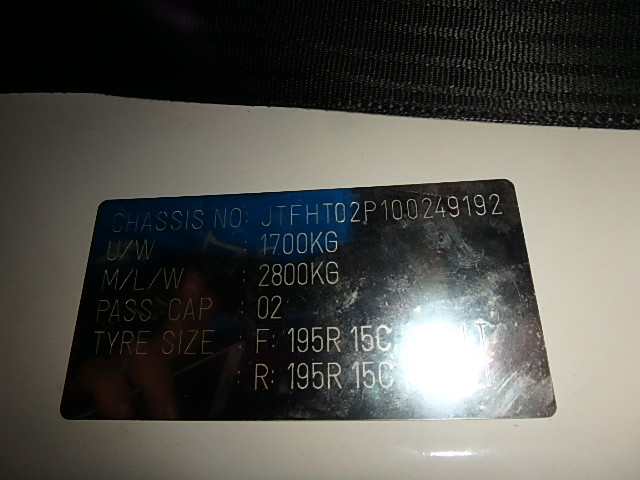 CHASSIS NO: JTFHT02P100249192
U/W : 1700KG
M/L/W : 2800KG
PASS CAP : 02
TYRE SIZE : F: 195R 15C
: R: 195R 15C